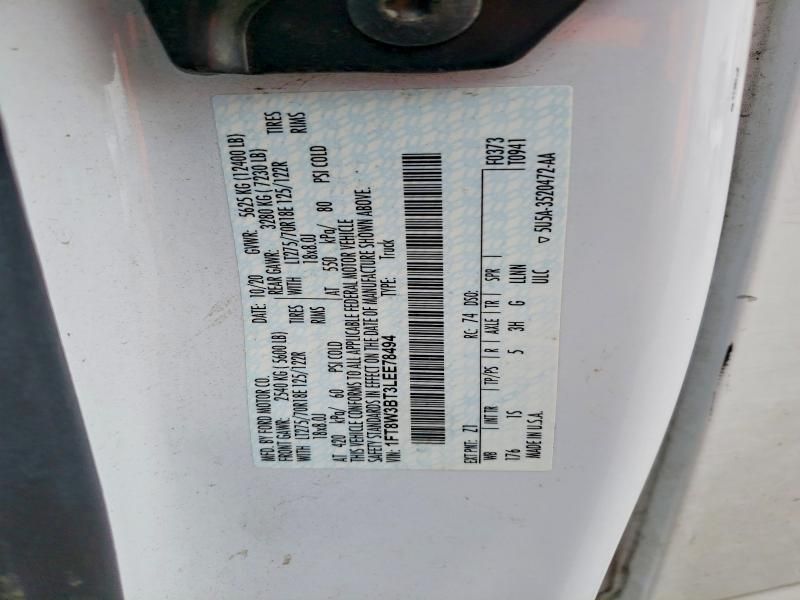 MFD. BY FORD MOTOR CO.
DATE: 10/20 GVWR: 5625 KG (12400 LB)
FRONT GAWR: 2540 KG (5600 LB) REAR GAWR: 3280 KG (7230 LB)
WITH LT275/70R18E 125/122R TIRES WITH LT275/70R18E 125/122R TIRES
18x8.0J RIMS 18x8.0J RIMS
AT 420 kPa/ 60 PSI COLD AT 550 kPa/ 80 PSI COLD
THIS VEHICLE CONFORMS TO ALL APPLICABLE FEDERAL MOTOR VEHICLE
SAFETY STANDARDS IN EFFECT ON THE DATE OF MANUFACTURE SHOWN ABOVE.
VIN: 1FT8W3BT3LEE78494 TYPE: Truck
F0373
T0941
EXT PNT: Z1 RC: 74 DSO:
WB INT TR TP/PS R AXLE TR SPR
176 1S 5 3H G LLNN
MADE IN U.S.A. ULC ▽ 5U5A-3520472-AA